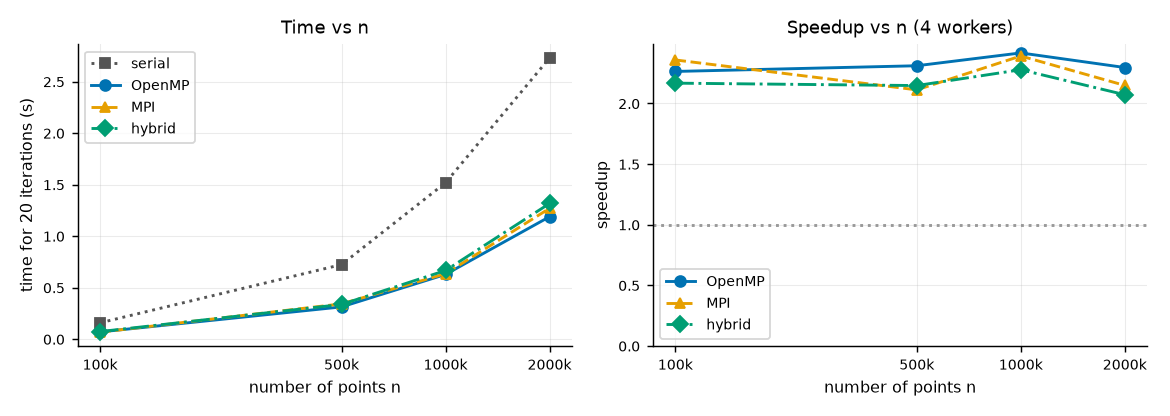 Time vs n
serial
OpenMP
MPI
hybrid
time for 20 iterations (s)
2.5
2.0
1.5
1.0
0.5
0.0
100k
500k
1000k
2000k
number of points n
Speedup vs n (4 workers)
speedup
2.0
1.5
1.0
0.5
0.0
OpenMP
MPI
hybrid
100k
500k
1000k
2000k
number of points n